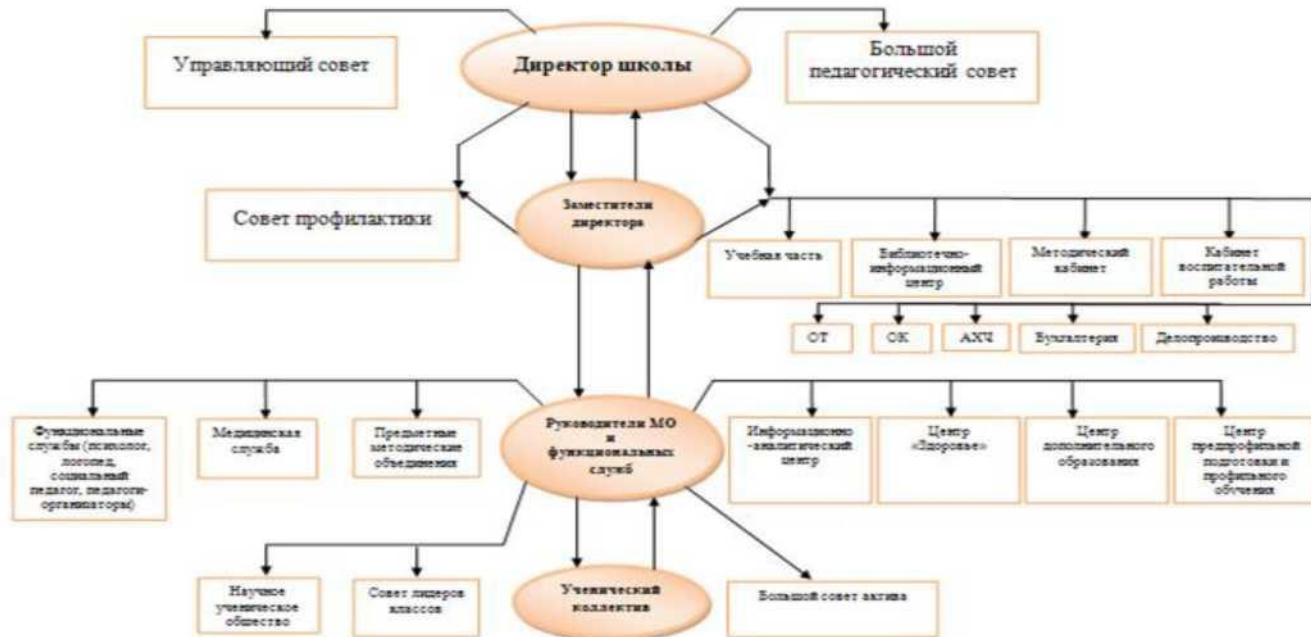 Управляющий совет
Директор школы
Большой
педагогический совет
Совет профилактики
Заместители
директора
Учебная часть
Библиотечно-
информационный
центр
Методический
кабинет
Кабинет
воспитательной
работы
ОТ
ОК
АХЧ
Бухгалтерия
Делопроизводство
Функциональные
службы (психолог,
логопед,
социальный
педагог, педагоги-
организаторы)
Медицинская
служба
Предметные
методические
объединения
Руководители МО
и
функциональных
служб
Информационно
-аналитический
центр
Центр
«Здоровье»
Центр
дополнительного
образования
Центр
предпрофильной
подготовки и
профильного
обучения
Научное
ученическое
общество
Совет лидеров
классов
Ученический
коллектив
Большой совет актива